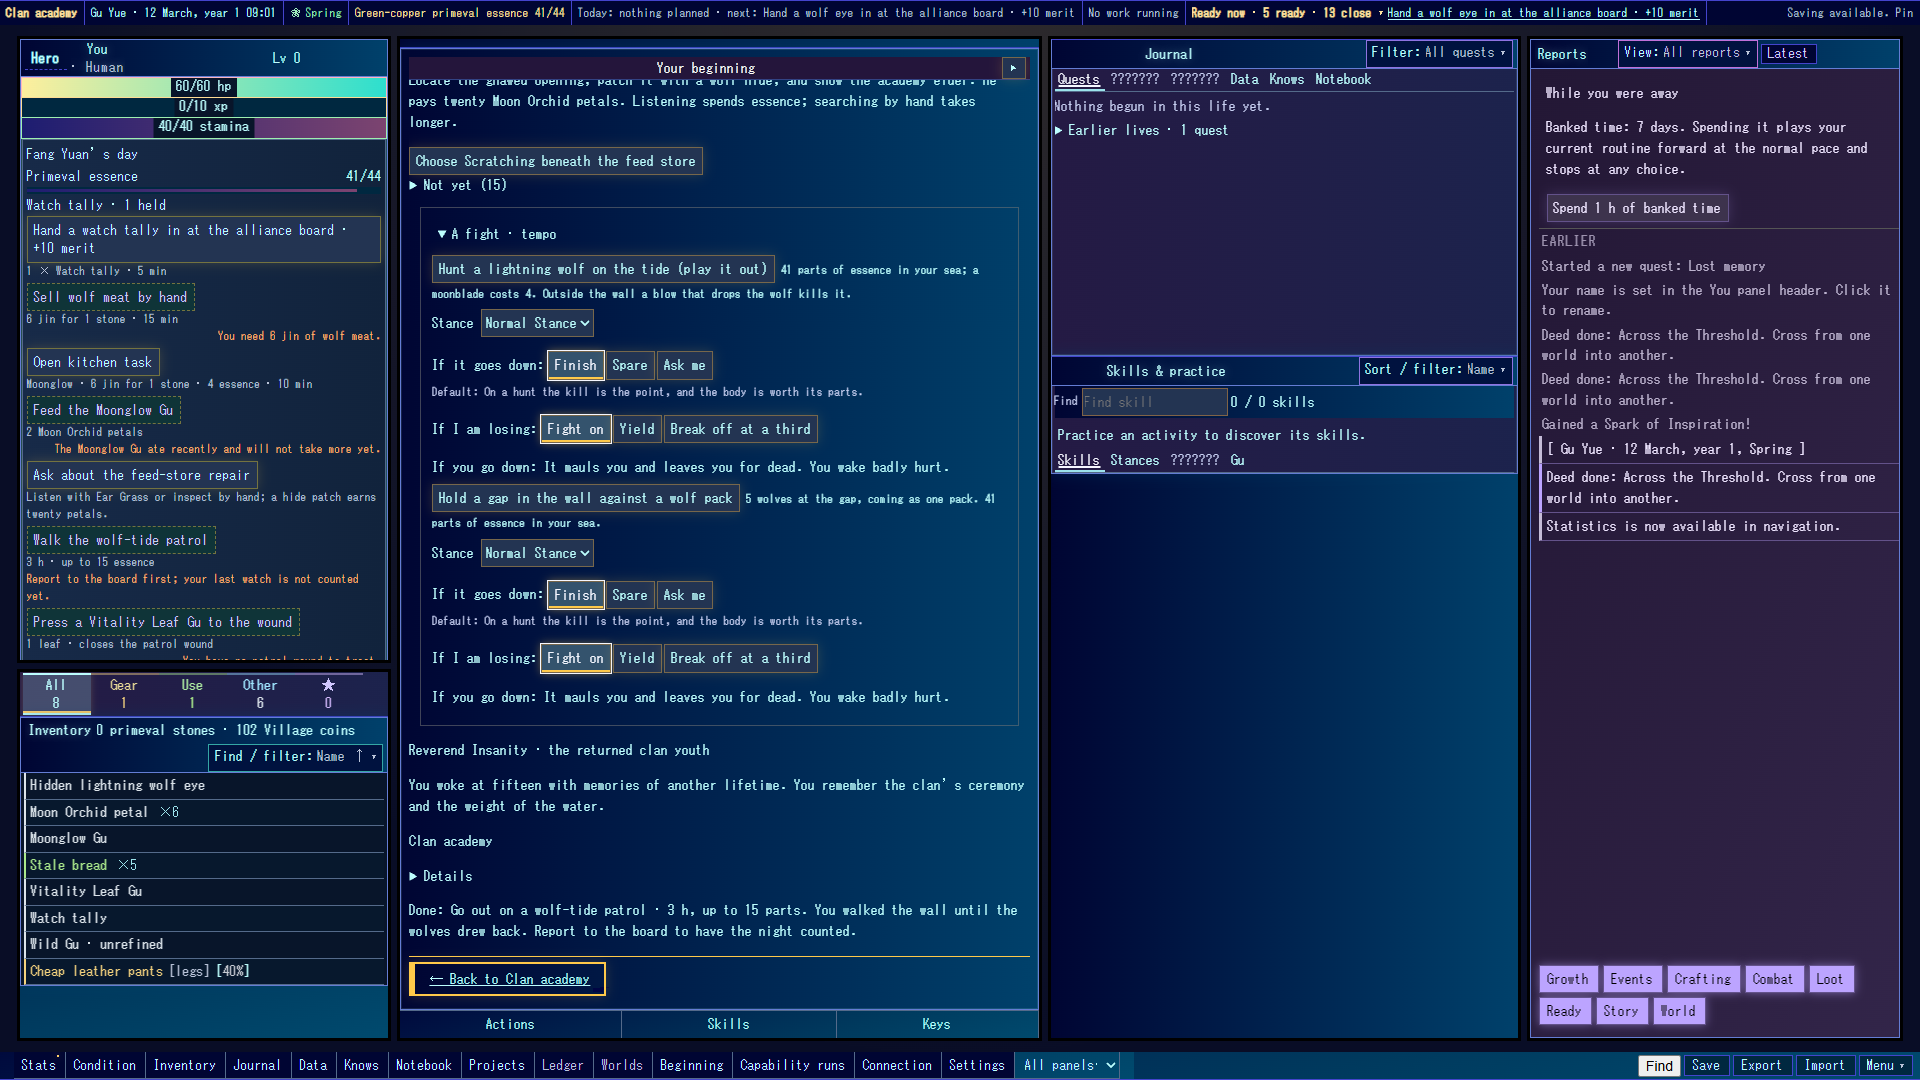 Clan academy
Gu Yue · 12 March, year 1 09:01
❀ Spring
Green-copper primeval essence 41/44
Today: nothing planned · next: Hand a wolf eye in at the alliance board · +10 merit
No work running
Ready now · 5 ready · 13 close ▾
Hand a wolf eye in at the alliance board · +10 merit
Saving available. Pin
Hero · You
Human
Lv 0
60/60 hp
0/10 xp
40/40 stamina
Fang Yuan's day
Primeval essence 41/44
Watch tally · 1 held
Hand a watch tally in at the alliance board ·
+10 merit
1 × Watch tally · 5 min
Sell wolf meat by hand
6 jin for 1 stone · 15 min
You need 6 jin of wolf meat.
Open kitchen task
Moonglow · 6 jin for 1 stone · 4 essence · 10 min
Feed the Moonglow Gu
2 Moon Orchid petals
The Moonglow Gu ate recently and will not take more yet.
Ask about the feed-store repair
Listen with Ear Grass or inspect by hand; a hide patch earns
twenty petals.
Walk the wolf-tide patrol
3 h · up to 15 essence
Report to the board first; your last watch is not counted
yet.
Press a Vitality Leaf Gu to the wound
1 leaf · closes the patrol wound
All 8
Gear 1
Use 1
Other 6
★ 0
Inventory 0 primeval stones · 102 Village coins
Find / filter: Name ↑ ▾
Hidden lightning wolf eye
Moon Orchid petal ×6
Moonglow Gu
Stale bread ×5
Vitality Leaf Gu
Watch tally
Wild Gu · unrefined
Cheap leather pants [legs] [40%]
Your beginning
▸
Locate the gnawed opening, patch it with a wolf hide, and show the academy elder. He
pays twenty Moon Orchid petals. Listening spends essence; searching by hand takes
longer.
Choose Scratching beneath the feed store
▶ Not yet (15)
▼ A fight · tempo
Hunt a lightning wolf on the tide (play it out) 41 parts of essence in your sea; a
moonblade costs 4. Outside the wall a blow that drops the wolf kills it.
Stance Normal Stance
If it goes down: Finish Spare Ask me
Default: On a hunt the kill is the point, and the body is worth its parts.
If I am losing: Fight on Yield Break off at a third
If you go down: It mauls you and leaves you for dead. You wake badly hurt.
Hold a gap in the wall against a wolf pack 5 wolves at the gap, coming as one pack. 41
parts of essence in your sea.
Stance Normal Stance
If it goes down: Finish Spare Ask me
Default: On a hunt the kill is the point, and the body is worth its parts.
If I am losing: Fight on Yield Break off at a third
If you go down: It mauls you and leaves you for dead. You wake badly hurt.
Reverend Insanity · the returned clan youth
You woke at fifteen with memories of another lifetime. You remember the clan's ceremony
and the weight of the water.
Clan academy
▶ Details
Done: Go out on a wolf-tide patrol · 3 h, up to 15 parts. You walked the wall until the
wolves drew back. Report to the board to have the night counted.
← Back to Clan academy
Actions Skills Keys
Journal
Filter: All quests ▾
Quests ??????? ??????? Data Knows Notebook
Nothing begun in this life yet.
▶ Earlier lives · 1 quest
Skills & practice
Sort / filter: Name ▾
Find Find skill 0 / 0 skills
Practice an activity to discover its skills.
Skills Stances ??????? Gu
Reports
View: All reports ▾
Latest
While you were away
Banked time: 7 days. Spending it plays your
current routine forward at the normal pace and
stops at any choice.
Spend 1 h of banked time
EARLIER
Started a new quest: Lost memory
Your name is set in the You panel header. Click it
to rename.
Deed done: Across the Threshold. Cross from one
world into another.
Deed done: Across the Threshold. Cross from one
world into another.
Gained a Spark of Inspiration!
[ Gu Yue · 12 March, year 1, Spring ]
Deed done: Across the Threshold. Cross from one
world into another.
Statistics is now available in navigation.
Growth Events Crafting Combat Loot
Ready Story World
Stats Condition Inventory Journal Data Knows Notebook Projects Ledger Worlds Beginning Capability runs Connection Settings All panels·
Find Save Export Import Menu ▾